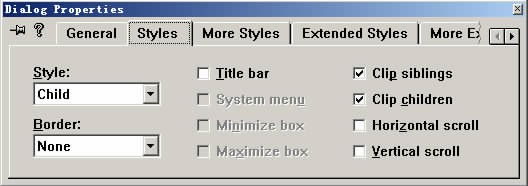 Dialog Properties
General Styles More Styles Extended Styles More Ex
Style: Title bar Clip siblings
Child System menu Clip children
Border: Minimize box Horizontal scroll
None Maximize box Vertical scroll